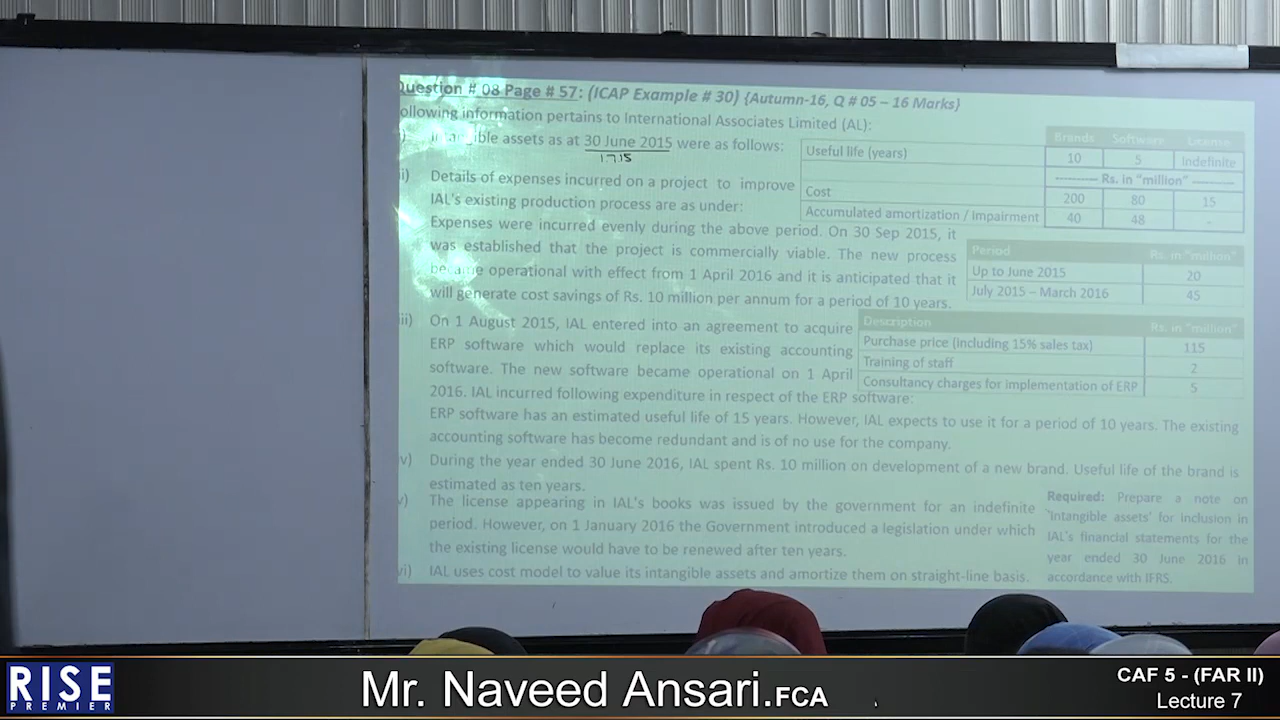 Question # 08 Page # 57: (ICAP Example # 30) {Autumn-16, Q # 05 – 16 Marks}
ollowing information pertains to International Associates Limited (AL):
Intangible assets as at 30 June 2015 were as follows:
1715
Brands Software License
Useful life (years) 10 5 Indefinite
-------- Rs. in "million" --------
Cost 200 80 15
Accumulated amortization / Impairment 40 48 -
ii) Details of expenses incurred on a project to improve
IAL's existing production process are as under:
Expenses were incurred evenly during the above period. On 30 Sep 2015, it
was established that the project is commercially viable. The new process
became operational with effect from 1 April 2016 and it is anticipated that it
will generate cost savings of Rs. 10 million per annum for a period of 10 years.
Period Rs. in "million"
Up to June 2015 20
July 2015 – March 2016 45
iii) On 1 August 2015, IAL entered into an agreement to acquire
ERP software which would replace its existing accounting
software. The new software became operational on 1 April
2016. IAL incurred following expenditure in respect of the ERP software:
Description Rs. in "million"
Purchase price (including 15% sales tax) 115
Training of staff 2
Consultancy charges for implementation of ERP 5
ERP software has an estimated useful life of 15 years. However, IAL expects to use it for a period of 10 years. The existing
accounting software has become redundant and is of no use for the company.
v) During the year ended 30 June 2016, IAL spent Rs. 10 million on development of a new brand. Useful life of the brand is
estimated as ten years.
v) The license appearing in IAL's books was issued by the government for an indefinite
period. However, on 1 January 2016 the Government introduced a legislation under which
the existing license would have to be renewed after ten years.
vi) IAL uses cost model to value its intangible assets and amortize them on straight-line basis.
Required: Prepare a note on
'Intangible assets' for inclusion in
IAL's financial statements for the
year ended 30 June 2016 in
accordance with IFRS.
RISE
PREMIER
Mr. Naveed Ansari.FCA
CAF 5 - (FAR II)
Lecture 7